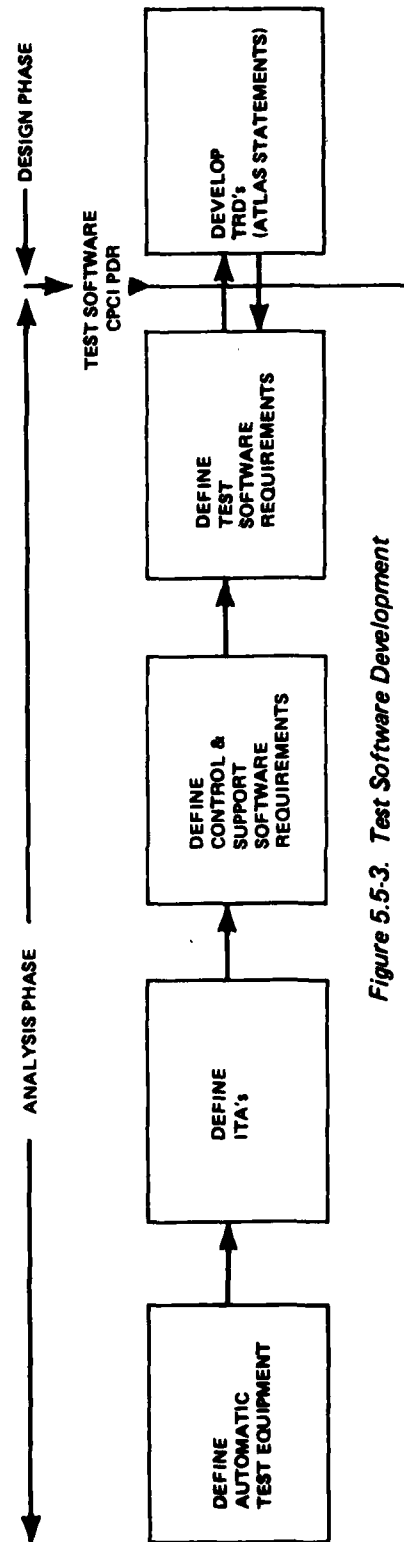 ANALYSIS PHASE
DESIGN PHASE
TEST SOFTWARE
CPCI PDR
DEFINE
AUTOMATIC
TEST EQUIPMENT
DEFINE
ITA's
DEFINE
CONTROL &
SUPPORT
SOFTWARE
REQUIREMENTS
DEFINE
TEST
SOFTWARE
REQUIREMENTS
DEVELOP
TRD's
(ATLAS STATEMENTS)
Figure 5.5-3. Test Software Development